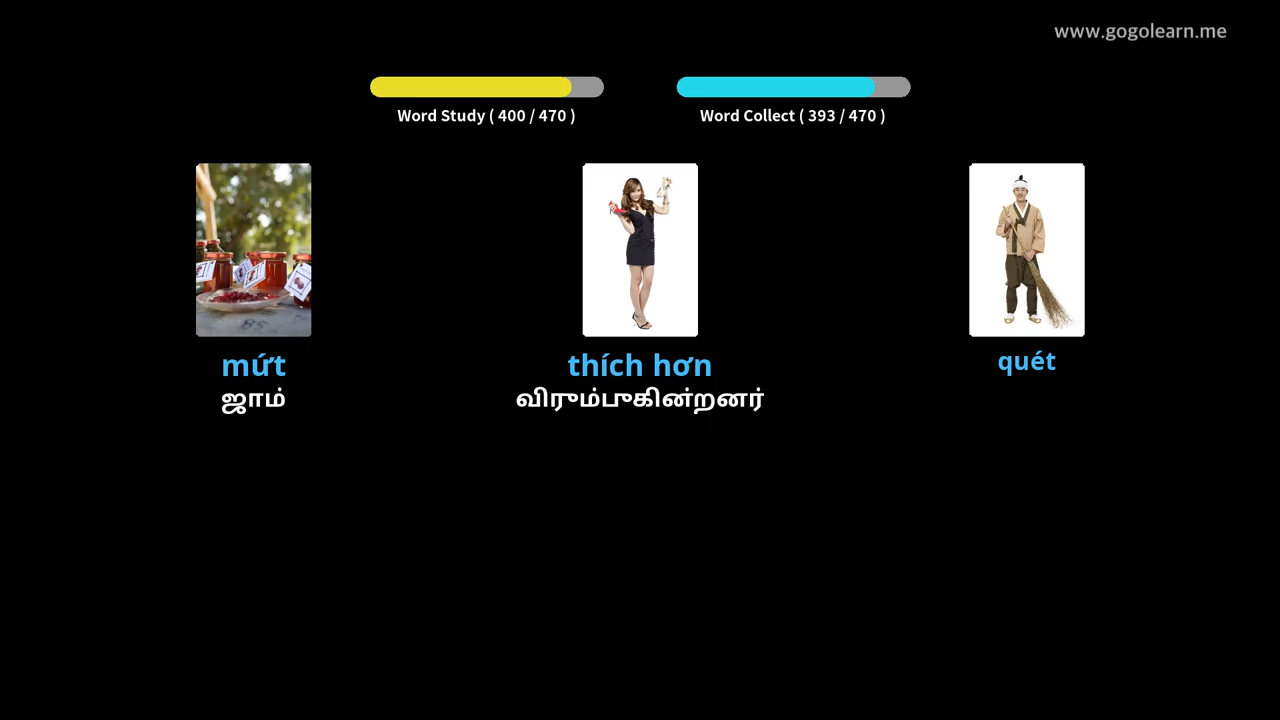 www.gogolearn.me
Word Study ( 400 / 470 )
Word Collect ( 393 / 470 )
mứt
thích hơn
quét
ஜாம்
விரும்புகின்றனர்